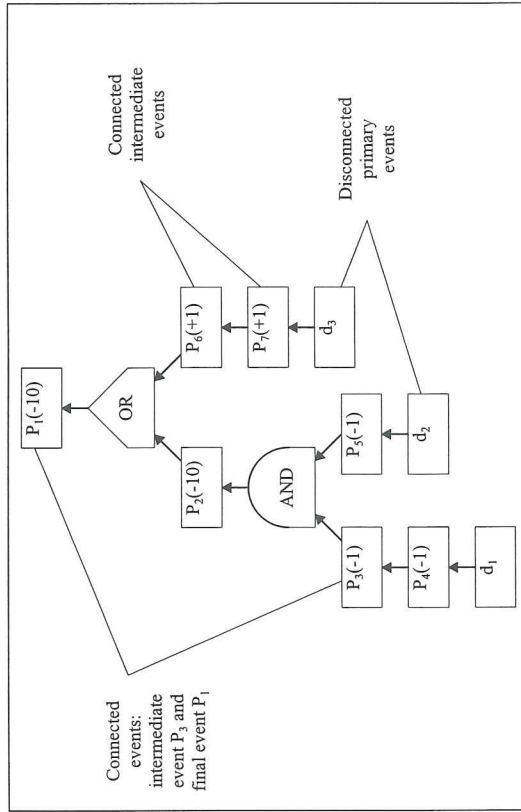 P₁(-10)
OR
P₂(-10)
P₆(+1)
AND
P₇(+1)
P₃(-1)
P₅(-1)
d₃
P₄(-1)
d₂
d₁
Connected
events:
intermediate
event P₃ and
final event P₁
Connected
intermediate
events
Disconnected
primary
events